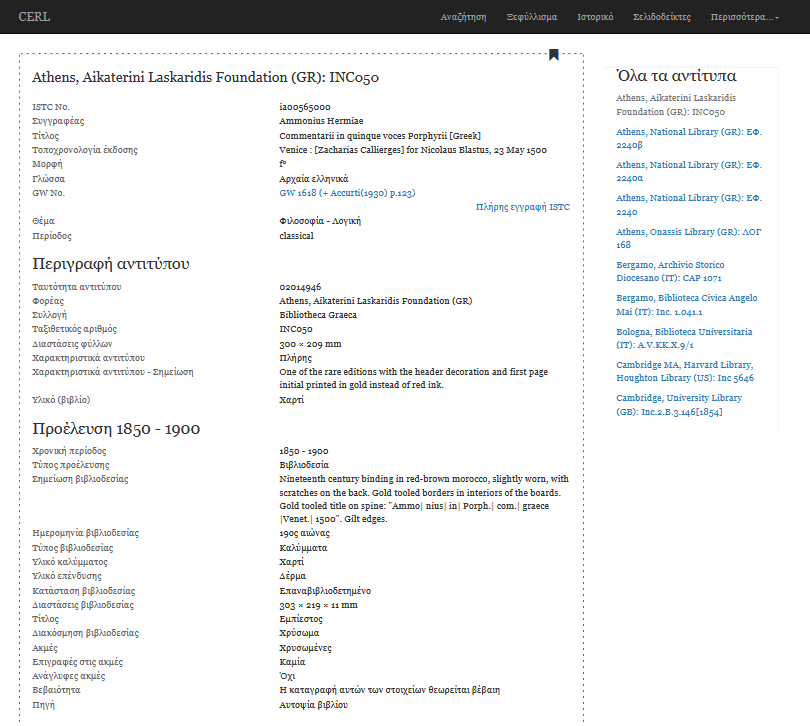 CERL
Αναζήτηση Ξεφύλλισμα Ιστορικό Σελιδοδείκτες Περισσότερα...
Athens, Aikaterini Laskaridis Foundation (GR): INC050
ISTC No. ia00565000
Συγγραφέας Ammonius Hermiae
Τίτλος Commentarii in quinque voces Porphyrii [Greek]
Τοποχρονολογία έκδοσης Venice : [Zacharias Callierges] for Nicolaus Blastus, 23 May 1500
Μορφή f°
Γλώσσα Αρχαία ελληνικά
GW No. GW 1618 (+ Accurti(1930) p.123)
Πλήρης εγγραφή ISTC
Θέμα Φιλοσοφία - Λογική
Περίοδος classical
Περιγραφή αντιτύπου
Ταυτότητα αντιτύπου 02014946
Φορέας Athens, Aikaterini Laskaridis Foundation (GR)
Συλλογή Bibliotheca Graeca
Ταξιθετικός αριθμός INC050
Διαστάσεις φύλλων 300 × 209 mm
Χαρακτηριστικά αντιτύπου Πλήρης
Χαρακτηριστικά αντιτύπου - Σημείωση One of the rare editions with the header decoration and first page
initial printed in gold instead of red ink.
Υλικό (βιβλίο) Χαρτί
Προέλευση 1850 - 1900
Χρονική περίοδος 1850 - 1900
Τύπος προέλευσης Βιβλιοδεσία
Σημείωση βιβλιοδεσίας Nineteenth century binding in red-brown morocco, slightly worn, with
scratches on the back. Gold tooled borders in interiors of the boards.
Gold tooled title on spine: "Ammo| nius| in| Porph.| com.| graece
|Venet.| 1500". Gilt edges.
Ημερομηνία βιβλιοδεσίας 19ος αιώνας
Τύπος βιβλιοδεσίας Καλύμματα
Υλικό καλύμματος Χαρτί
Υλικό επένδυσης Δέρμα
Κατάσταση βιβλιοδεσίας Επαναβιβλιοδετημένο
Διαστάσεις βιβλιοδεσίας 303 × 219 × 11 mm
Τίτλος Εμπίεστος
Διακόσμηση βιβλιοδεσίας Χρύσωμα
Ακμές Χρυσωμένες
Επιγραφές στις ακμές Καμία
Ανάγλυφες ακμές Όχι
Βεβαιότητα Η καταγραφή αυτών των στοιχείων θεωρείται βέβαιη
Πηγή Αυτοψία βιβλίου
Όλα τα αντίτυπα
Athens, Aikaterini Laskaridis
Foundation (GR): INC050
Athens, National Library (GR): ΕΦ.
2240β
Athens, National Library (GR): ΕΦ.
2240α
Athens, National Library (GR): ΕΦ.
2240
Athens, Onassis Library (GR): ΛΟΓ
168
Bergamo, Archivio Storico
Diocesano (IT): CAP 1071
Bergamo, Biblioteca Civica Angelo
Mai (IT): Inc. 1.041.1
Bologna, Biblioteca Universitaria
(IT): A.V.KK.X.9/1
Cambridge MA, Harvard Library,
Houghton Library (US): Inc 5646
Cambridge, University Library
(GB): Inc.2.B.3.146[1854]